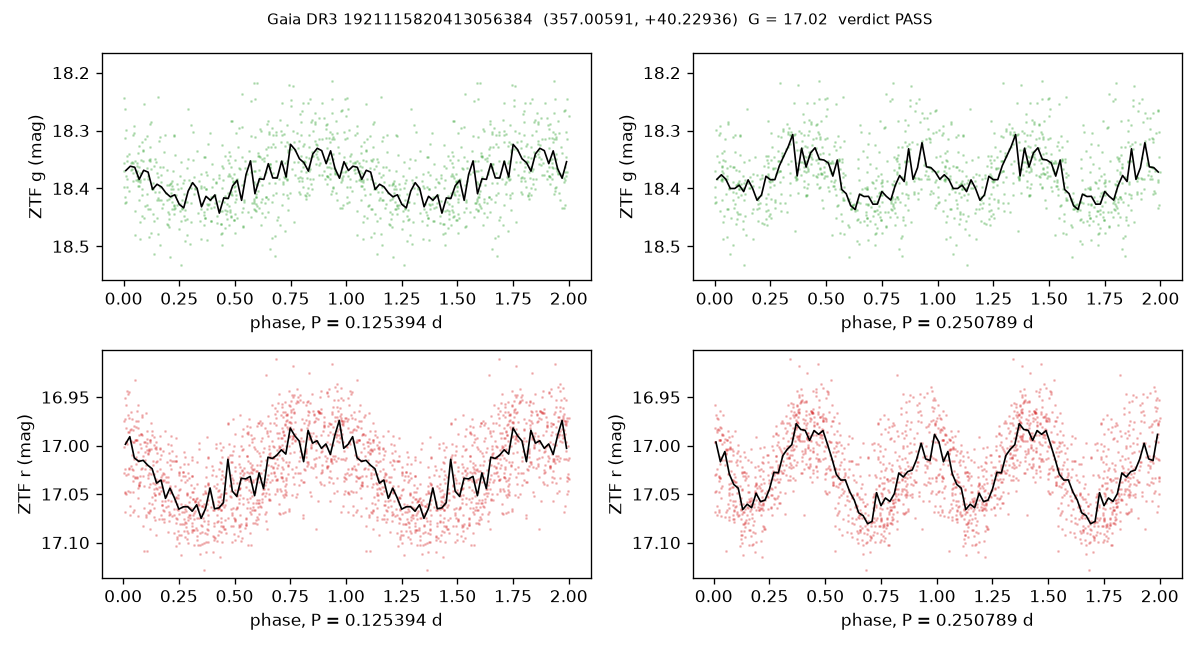 Gaia DR3 1921115820413056384 (357.00591, +40.22936) G = 17.02 verdict PASS
ZTF g (mag)
18.2
18.3
18.4
18.5
0.00 0.25 0.50 0.75 1.00 1.25 1.50 1.75 2.00
phase, P = 0.125394 d
ZTF g (mag)
18.2
18.3
18.4
18.5
0.00 0.25 0.50 0.75 1.00 1.25 1.50 1.75 2.00
phase, P = 0.250789 d
ZTF r (mag)
16.95
17.00
17.05
17.10
0.00 0.25 0.50 0.75 1.00 1.25 1.50 1.75 2.00
phase, P = 0.125394 d
ZTF r (mag)
16.95
17.00
17.05
17.10
0.00 0.25 0.50 0.75 1.00 1.25 1.50 1.75 2.00
phase, P = 0.250789 d